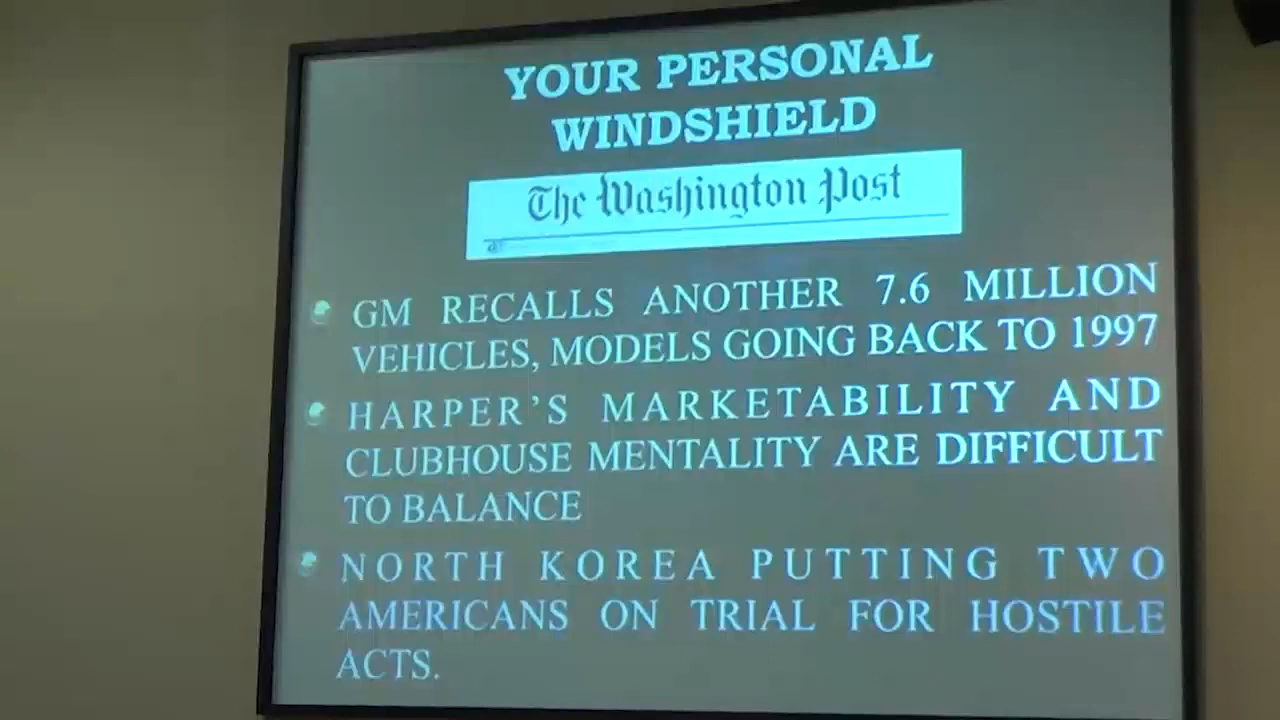 YOUR PERSONAL
WINDSHIELD
The Washington Post
GM RECALLS ANOTHER 7.6 MILLION
VEHICLES, MODELS GOING BACK TO 1997
HARPER'S MARKETABILITY AND
CLUBHOUSE MENTALITY ARE DIFFICULT
TO BALANCE
NORTH KOREA PUTTING TWO
AMERICANS ON TRIAL FOR HOSTILE
ACTS.